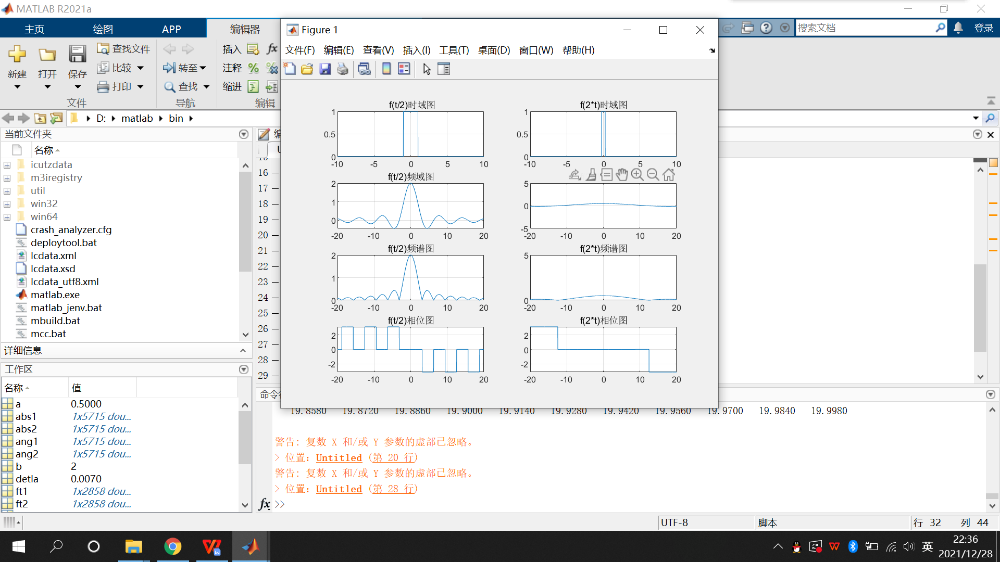 MATLAB R2021a
主页 绘图 APP 编辑器
搜索文档 登录
新建 打开 保存
查找文件
比较
打印
文件
转至
查找
导航
插入 fx
注释
缩进
编辑
D: matlab bin
当前文件夹
名称
icutzdata
m3iregistry
util
win32
win64
crash_analyzer.cfg
deploytool.bat
lcdata.xml
lcdata.xsd
lcdata_utf8.xml
matlab.exe
matlab_jenv.bat
mbuild.bat
mcc.bat
详细信息
工作区
名称 值
a 0.5000
abs1 1x5715 dou...
abs2 1x5715 dou...
ang1 1x5715 dou...
ang2 1x5715 dou...
b 2
detla 0.0070
ft1 1x2858 dou...
ft2 1x2858 dou...
16
17
18
19
20
21
22
23
24
25
26
27
28
29
Figure 1
文件(F) 编辑(E) 查看(V) 插入(I) 工具(T) 桌面(D) 窗口(W) 帮助(H)
f(t/2)时域图
1
0.5
0
-10 -5 0 5 10
f(2*t)时域图
1
0.5
0
-10 -5 0 5 10
f(t/2)频域图
2
1
0
-20 -10 0 10 20
5
0
-5
-20 -10 0 10 20
f(t/2)频谱图
2
1
0
-20 -10 0 10 20
f(2*t)频谱图
5
0
-20 -10 0 10 20
f(t/2)相位图
2
0
-2
-20 -10 0 10 20
f(2*t)相位图
2
0
-2
-20 -10 0 10 20
19.8580 19.8720 19.8860 19.9000 19.9140 19.9280 19.9420 19.9560 19.9700 19.9840 19.9980
警告: 复数 X 和/或 Y 参数的虚部已忽略。
> 位置: Untitled (第 20 行)
警告: 复数 X 和/或 Y 参数的虚部已忽略。
> 位置: Untitled (第 28 行)
fx >>
UTF-8 脚本 行 32 列 44
英
22:36
2021/12/28